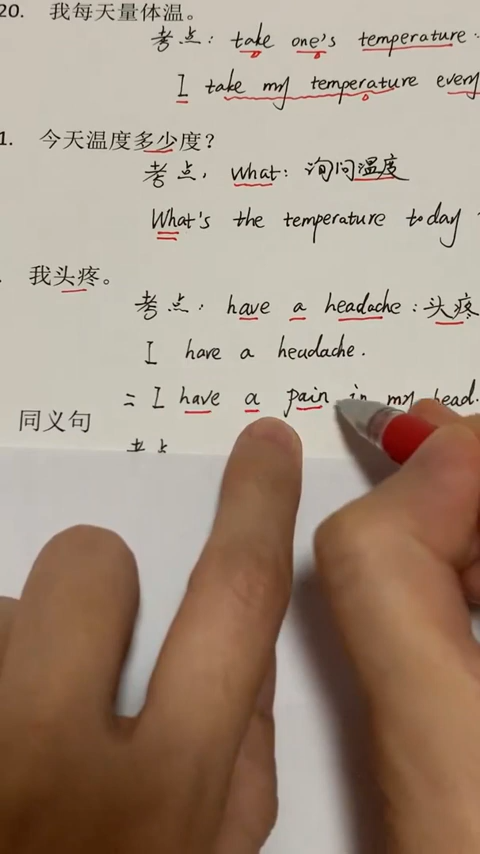 20. 我每天量体温。
考点: take one's temperature
I take my temperature every
1. 今天温度多少度?
考点, What: 询问温度
What's the temperature today
我头疼。
考点: have a headache: 头疼
I have a headache.
= I have a pain in my head.
同义句